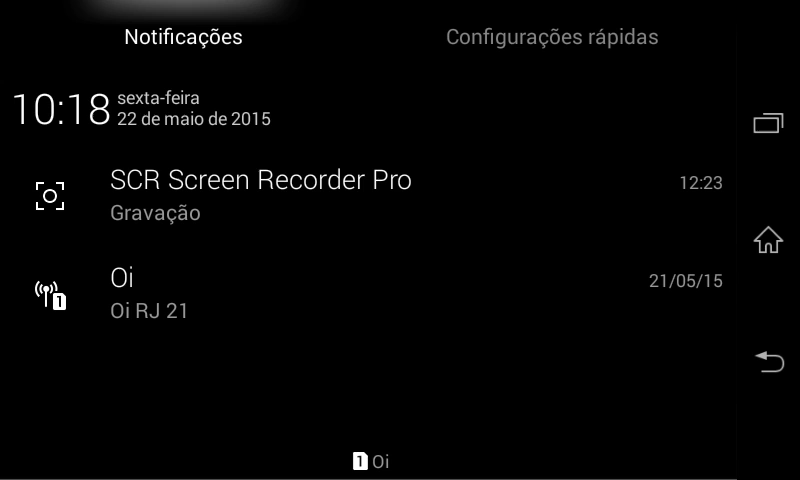 Notificações
Configurações rápidas
10:18
sexta-feira
22 de maio de 2015
SCR Screen Recorder Pro
12:23
Gravação
1
Oi
21/05/15
Oi RJ 21
1 Oi